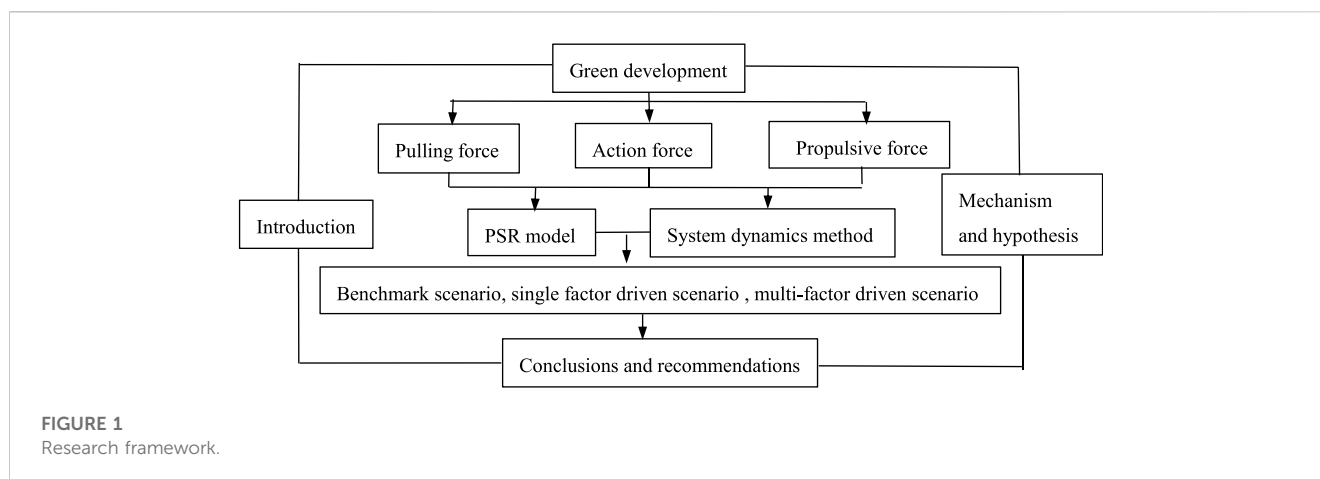 Green development
Pulling force
Action force
Propulsive force
Introduction
PSR model
System dynamics method
Mechanism
and hypothesis
Benchmark scenario, single factor driven scenario , multi-factor driven scenario
Conclusions and recommendations
FIGURE 1
Research framework.